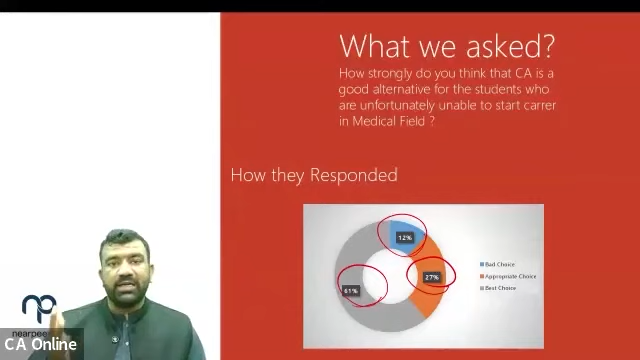 What we asked?
How strongly do you think that CA is a
good alternative for the students who
are unfortunately unable to start carrer
in Medical Field ?
How they Responded
12%
27%
61%
Bad Choice
Appropriate Choice
Best Choice
CA Online